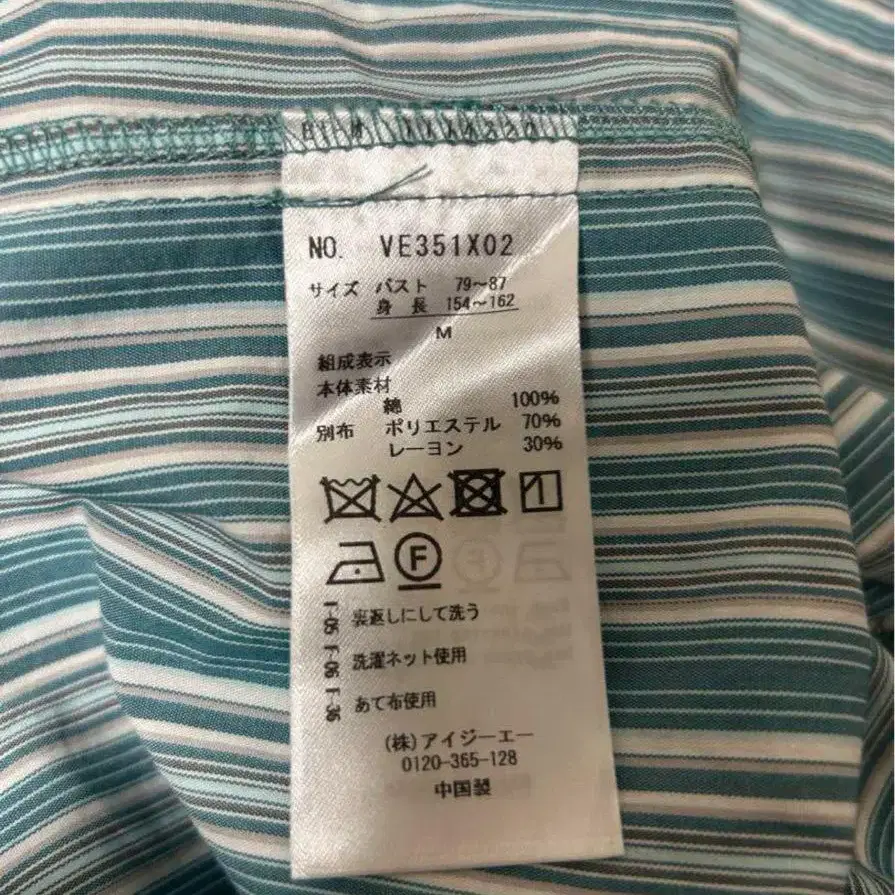 NO. VE351X02
サイズ バスト 79～87
身長 154～162
M
組成表示
本体素材
綿 100%
別布 ポリエステル 70%
レーヨン 30%
F
F-05 裏返しにして洗う
F-06 洗濯ネット使用
F-36 あて布使用
(株)アイジーエー
0120-365-128
中国製